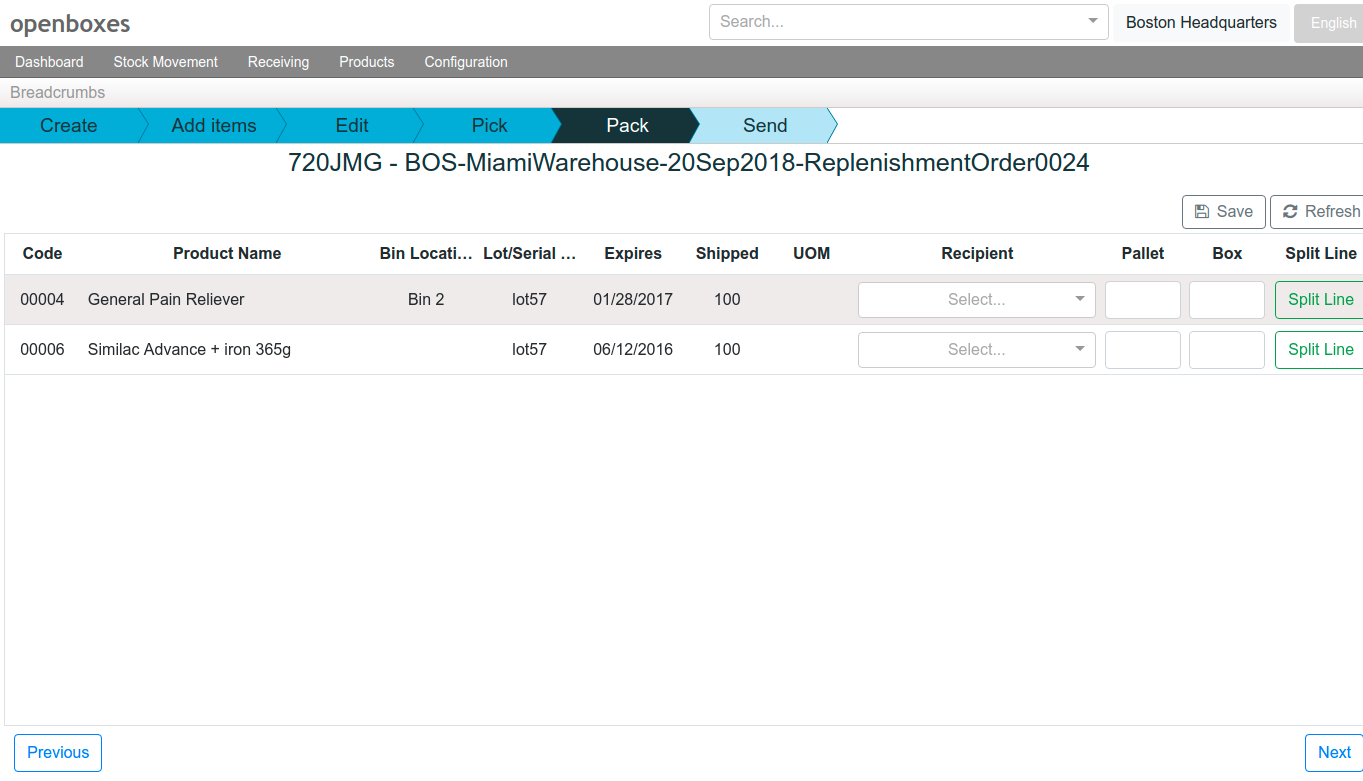 openboxes
Search...
Boston Headquarters
English
Dashboard Stock Movement Receiving Products Configuration
Breadcrumbs
Create Add items Edit Pick Pack Send
720JMG - BOS-MiamiWarehouse-20Sep2018-ReplenishmentOrder0024
Save Refresh
Code Product Name Bin Locati... Lot/Serial ... Expires Shipped UOM Recipient Pallet Box Split Line
00004 General Pain Reliever Bin 2 lot57 01/28/2017 100 Select... Split Line
00006 Similac Advance + iron 365g lot57 06/12/2016 100 Select... Split Line
Previous Next